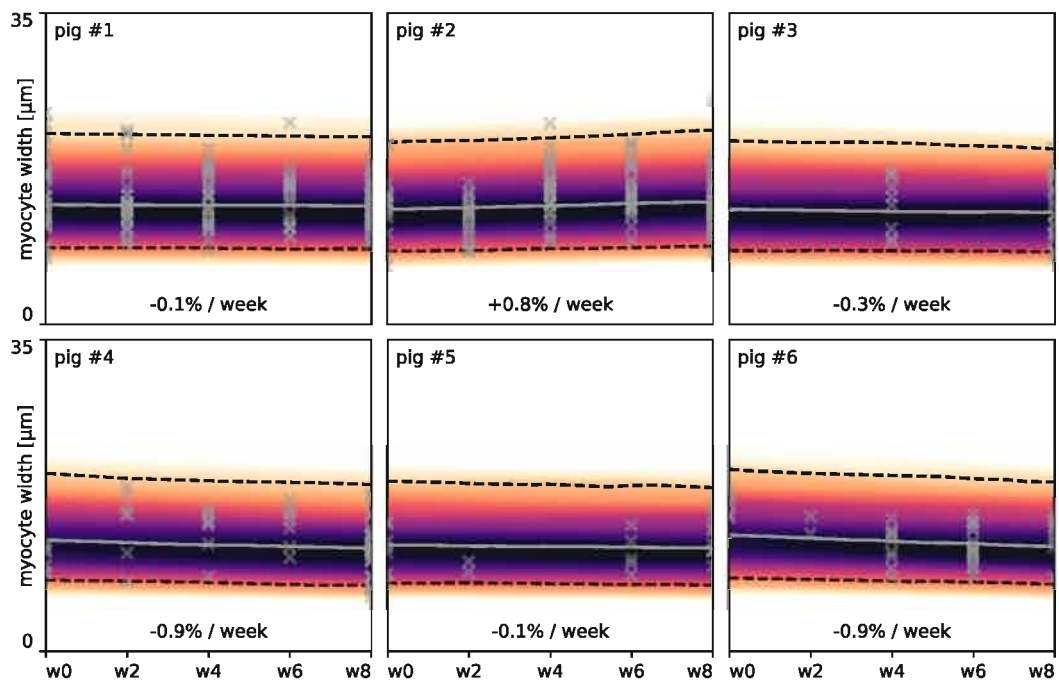 35
pig #1
pig #2
pig #3
myocyte width [µm]
0
-0.1% / week
+0.8% / week
-0.3% / week
35
pig #4
pig #5
pig #6
myocyte width [µm]
0
-0.9% / week
-0.1% / week
-0.9% / week
w0 w2 w4 w6 w8
w0 w2 w4 w6 w8
w0 w2 w4 w6 w8